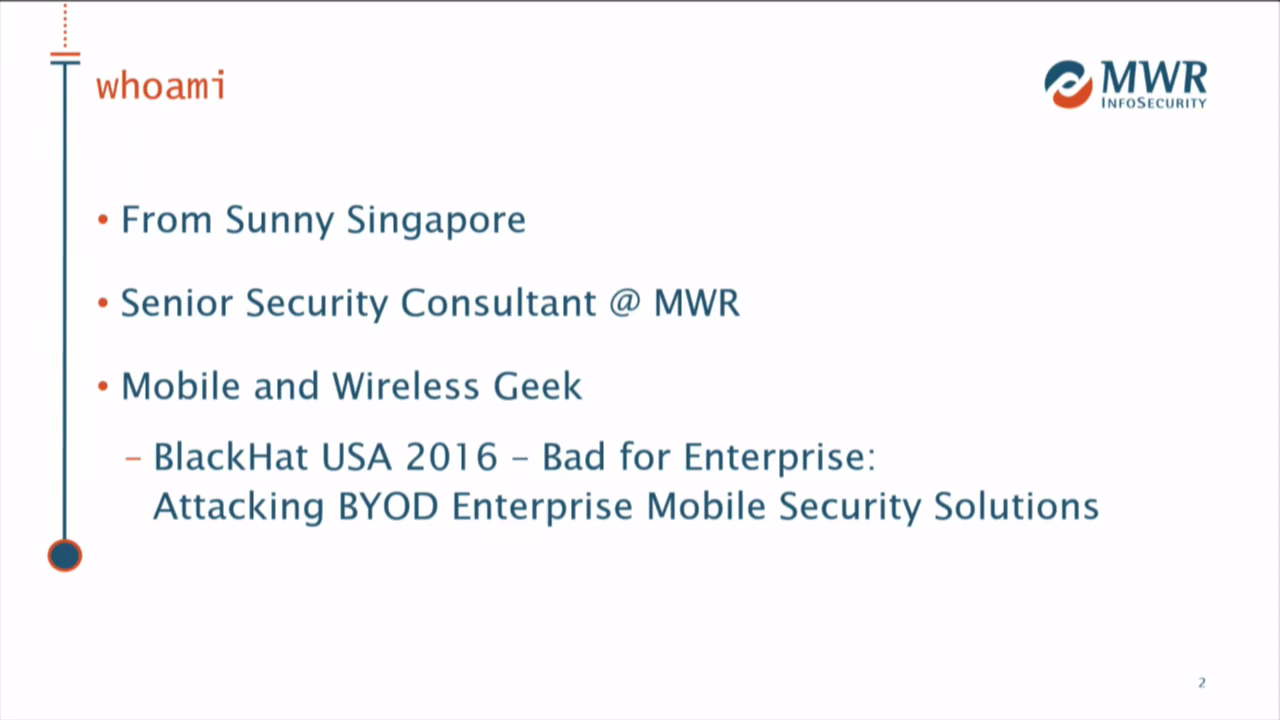 whoami
MWR
INFOSECURITY
• From Sunny Singapore
• Senior Security Consultant @ MWR
• Mobile and Wireless Geek
– BlackHat USA 2016 – Bad for Enterprise:
Attacking BYOD Enterprise Mobile Security Solutions
2